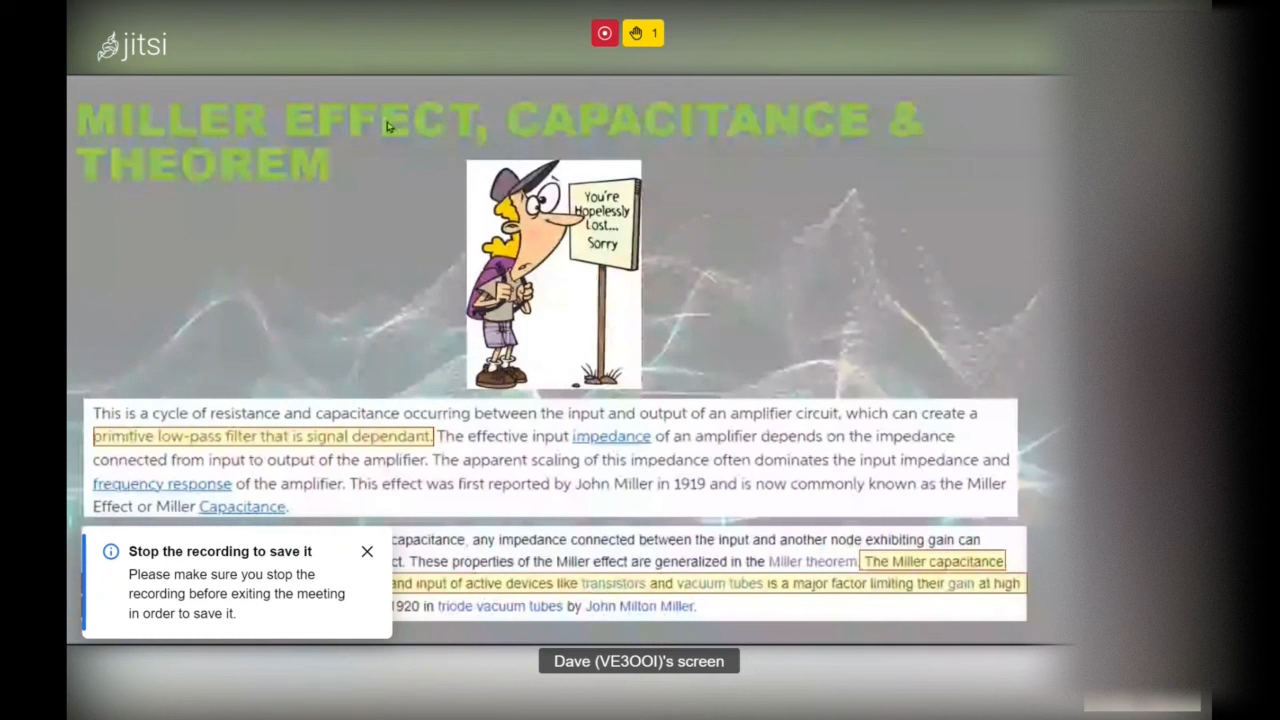 jitsi
1
MILLER EFFECT, CAPACITANCE &
THEOREM
You're
Hopelessly
Lost...
Sorry
This is a cycle of resistance and capacitance occurring between the input and output of an amplifier circuit, which can create a
primitive low-pass filter that is signal dependant. The effective input impedance of an amplifier depends on the impedance
connected from input to output of the amplifier. The apparent scaling of this impedance often dominates the input impedance and
frequency response of the amplifier. This effect was first reported by John Miller in 1919 and is now commonly known as the Miller
Effect or Miller Capacitance.
capacitance, any impedance connected between the input and another node exhibiting gain can
ct. These properties of the Miller effect are generalized in the Miller theorem. The Miller capacitance
and input of active devices like transistors and vacuum tubes is a major factor limiting their gain at high
1920 in triode vacuum tubes by John Milton Miller.
Stop the recording to save it
Please make sure you stop the
recording before exiting the meeting
in order to save it.
Dave (VE3OOI)'s screen